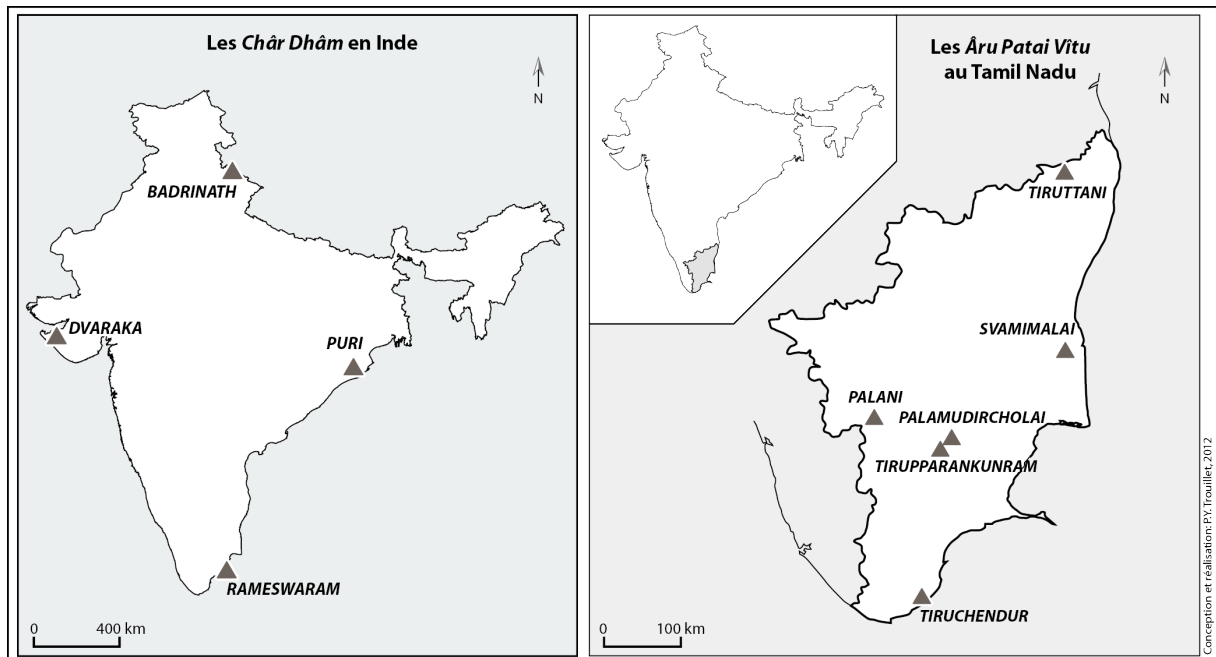 Les Châr Dhâm en Inde
N
BADRINATH
DVARAKA
PURI
RAMESWARAM
0 400 km
Les Âru Patai Vîtu
au Tamil Nadu
N
TIRUTTANI
SVAMIMALAI
PALANI
PALAMUDIRCHOLAI
TIRUPPARANKUNRAM
TIRUCHENDUR
0 100 km
Conception et réalisation: P.Y. Trouillet, 2012